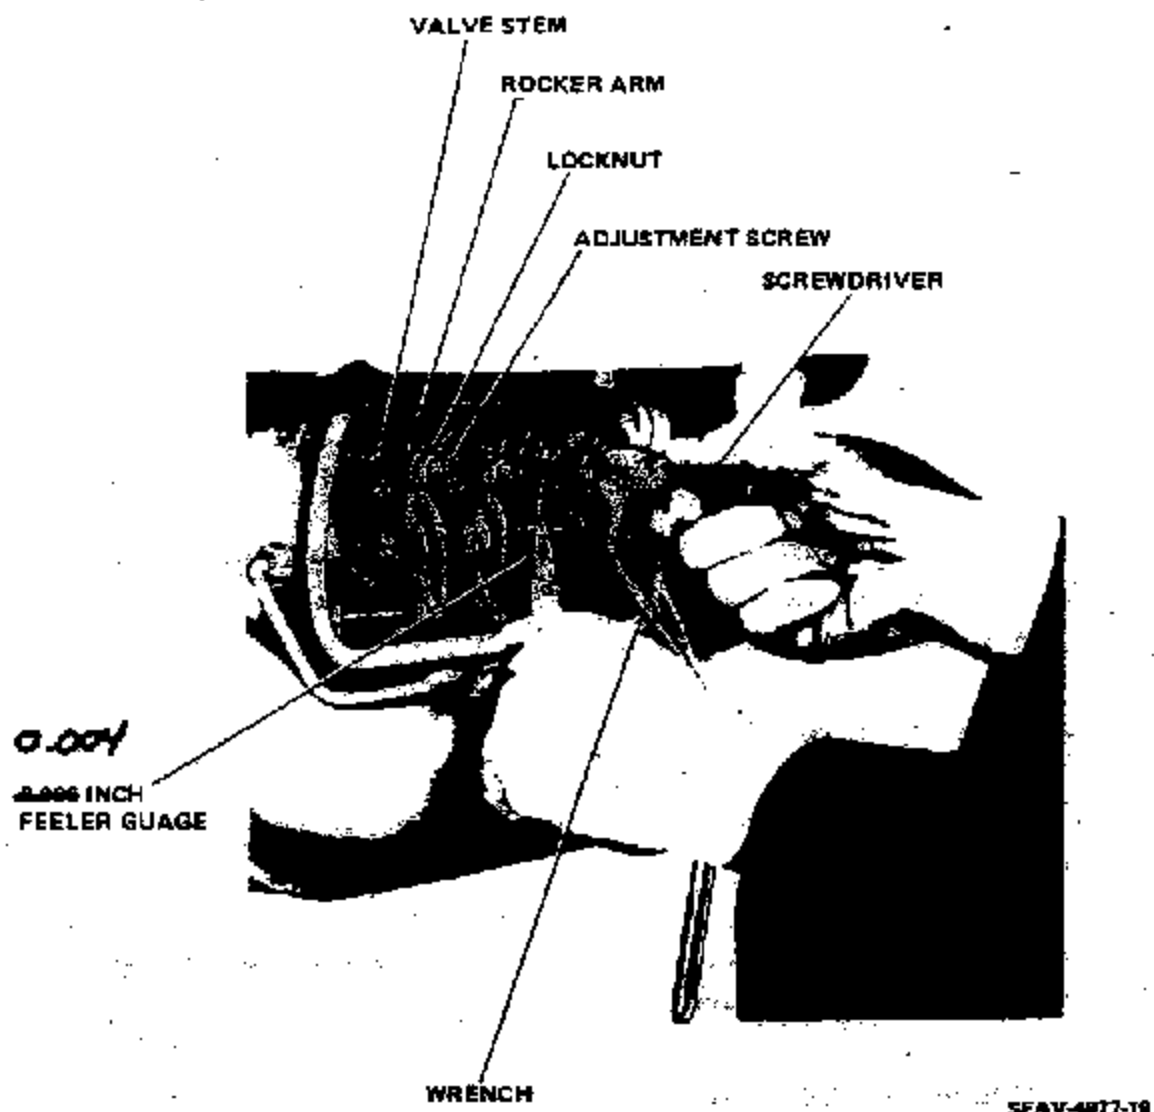 VALVE STEM
ROCKER ARM
LOCKNUT
ADJUSTMENT SCREW
SCREWDRIVER
0.004
INCH
FEELER GUAGE
WRENCH